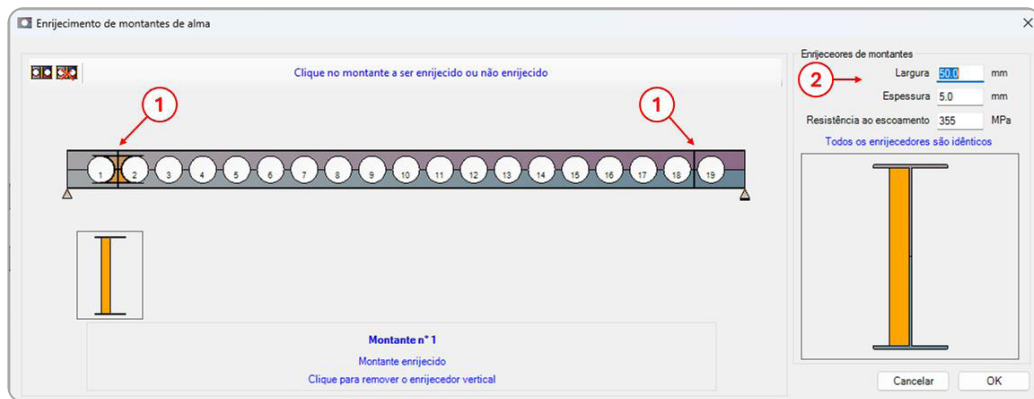 Enrijecimento de montantes de alma
Clique no montante a ser enrijecido ou não enrijecido
1
1
1 2 3 4 5 6 7 8 9 10 11 12 13 14 15 16 17 18 19
Montante n° 1
Montante enrijecido
Clique para remover o enrijecedor vertical
Enrijeceores de montantes
2
Largura 50.0 mm
Espessura 5.0 mm
Resistência ao escoamento 355 MPa
Todos os enrijecedores são idênticos
Cancelar OK